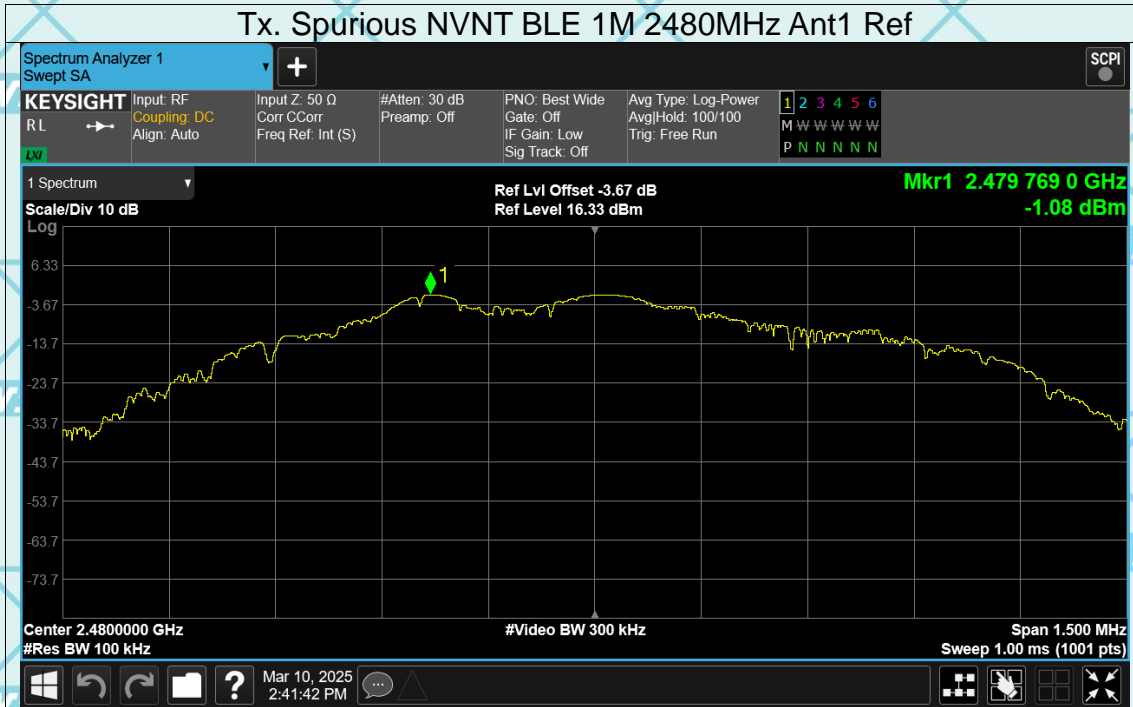 Tx. Spurious NVNT BLE 1M 2480MHz Ant1 Ref
Spectrum Analyzer 1
Swept SA
+
SCPI
KEYSIGHT
RL
LXI
Input: RF
Coupling: DC
Align: Auto
Input Z: 50 Ω
Corr CCorr
Freq Ref: Int (S)
#Atten: 30 dB
Preamp: Off
PNO: Best Wide
Gate: Off
IF Gain: Low
Sig Track: Off
Avg Type: Log-Power
Avg|Hold: 100/100
Trig: Free Run
1 2 3 4 5 6
M W W W W W
P N N N N N
1 Spectrum
Scale/Div 10 dB
Log
Ref Lvl Offset -3.67 dB
Ref Level 16.33 dBm
Mkr1 2.479 769 0 GHz
-1.08 dBm
1
6.33
-3.67
-13.7
-23.7
-33.7
-43.7
-53.7
-63.7
-73.7
Center 2.4800000 GHz
#Res BW 100 kHz
#Video BW 300 kHz
Span 1.500 MHz
Sweep 1.00 ms (1001 pts)
?
Mar 10, 2025
2:41:42 PM